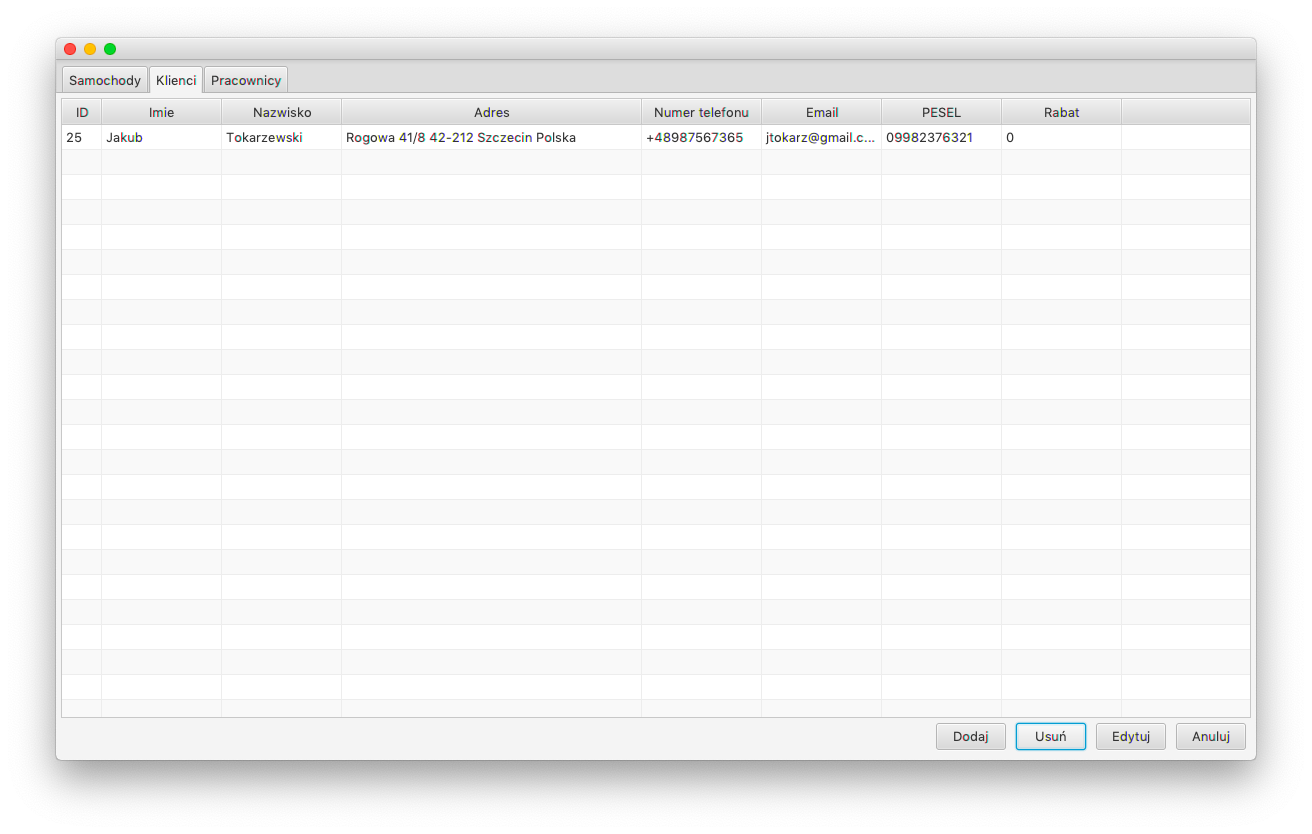 Samochody Klienci Pracownicy
ID Imie Nazwisko Adres Numer telefonu Email PESEL Rabat
25 Jakub Tokarzewski Rogowa 41/8 42-212 Szczecin Polska +48987567365 jtokarz@gmail.c... 09982376321 0
Dodaj Usuń Edytuj Anuluj